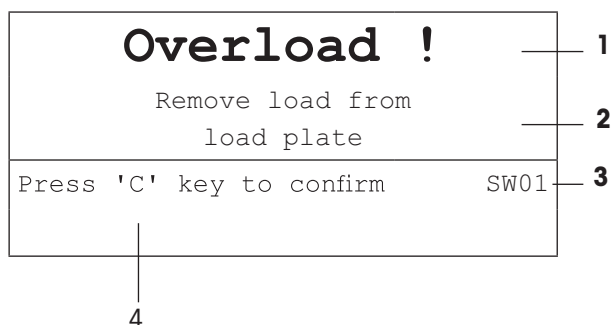 Overload !
1
Remove load from
load plate
2
Press 'C' key to confirm SW01
3
4